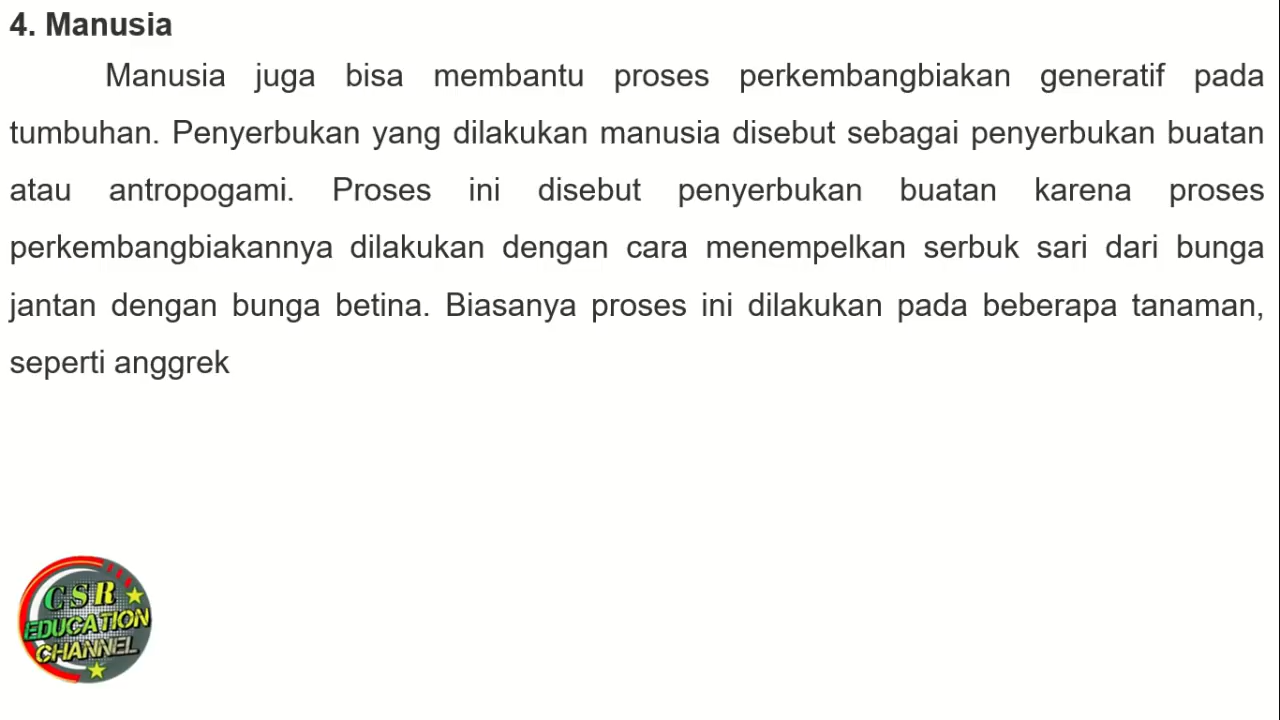 4. Manusia
Manusia juga bisa membantu proses perkembangbiakan generatif pada
tumbuhan. Penyerbukan yang dilakukan manusia disebut sebagai penyerbukan buatan
atau antropogami. Proses ini disebut penyerbukan buatan karena proses
perkembangbiakannya dilakukan dengan cara menempelkan serbuk sari dari bunga
jantan dengan bunga betina. Biasanya proses ini dilakukan pada beberapa tanaman,
seperti anggrek
CSR
EDUCATION
CHANNEL